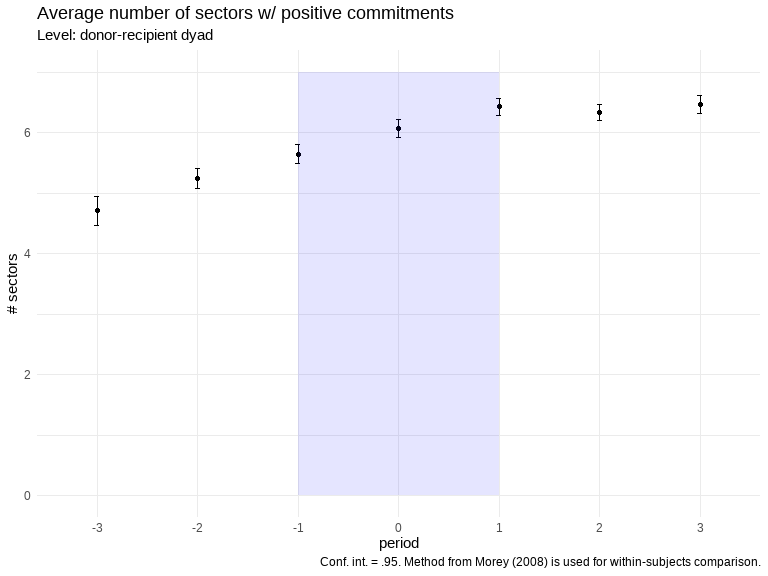 Average number of sectors w/ positive commitments
Level: donor-recipient dyad
# sectors
6
4
2
0
-3 -2 -1 0 1 2 3
period
Conf. int. = .95. Method from Morey (2008) is used for within-subjects comparison.